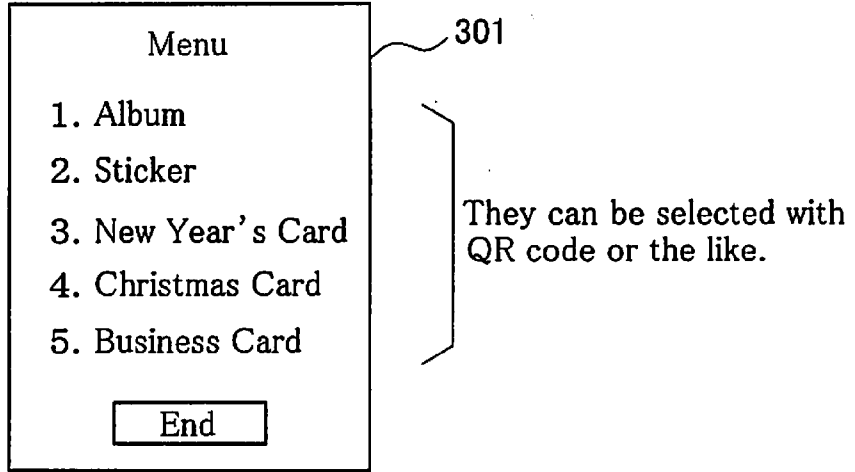 Menu
301
1. Album
2. Sticker
3. New Year's Card
4. Christmas Card
5. Business Card
They can be selected with
QR code or the like.
End